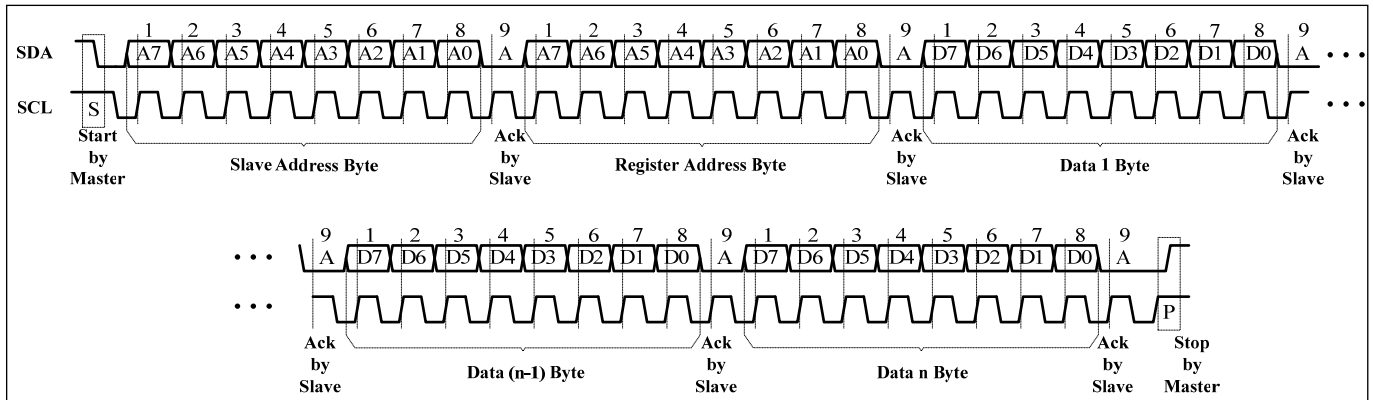 1 2 3 4 5 6 7 8 9 1 2 3 4 5 6 7 8 9 1 2 3 4 5 6 7 8 9
SDA A7 A6 A5 A4 A3 A2 A1 A0 A A7 A6 A5 A4 A3 A2 A1 A0 A D7 D6 D5 D4 D3 D2 D1 D0 A • • •
SCL S • • •
Start by Master
Slave Address Byte
Ack by Slave
Register Address Byte
Ack by Slave
Data 1 Byte
Ack by Slave
9 1 2 3 4 5 6 7 8 9 1 2 3 4 5 6 7 8 9
• • • A D7 D6 D5 D4 D3 D2 D1 D0 A D7 D6 D5 D4 D3 D2 D1 D0 A
• • • P
Ack by Slave
Data (n-1) Byte
Ack by Slave
Data n Byte
Ack by Slave
Stop by Master